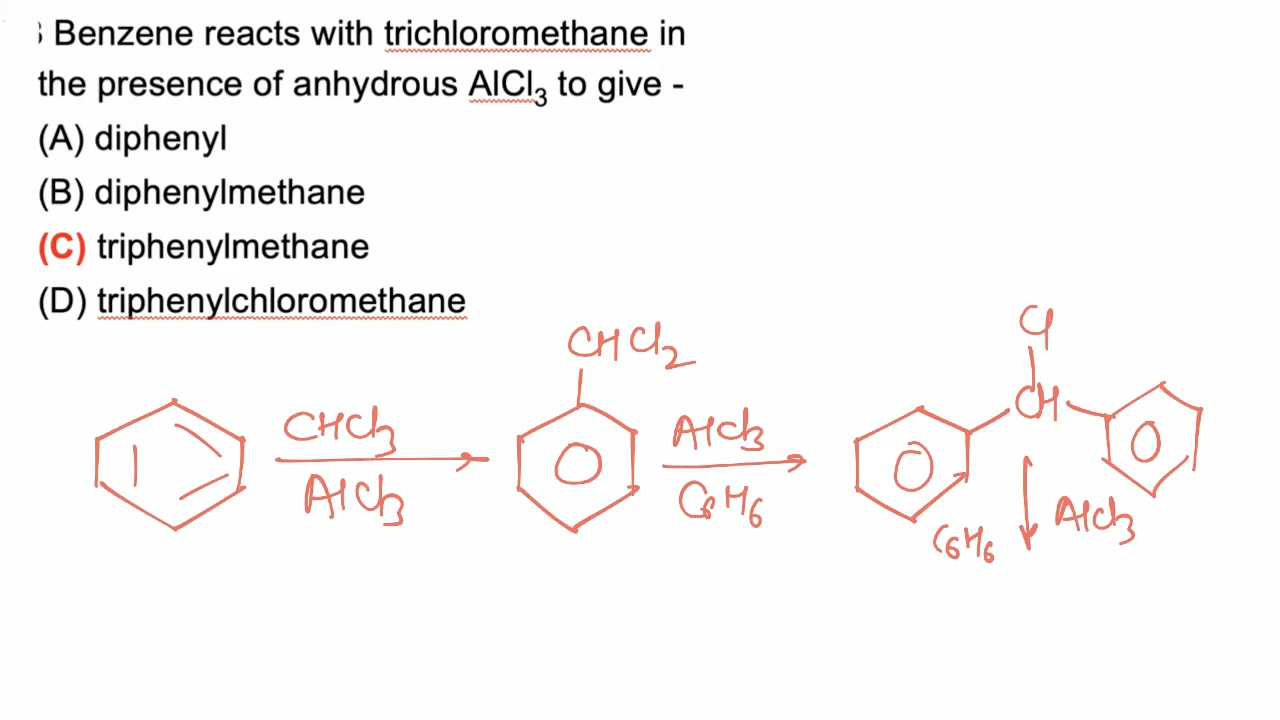 Benzene reacts with trichloromethane in
the presence of anhydrous AlCl₃ to give -
(A) diphenyl
(B) diphenylmethane
(C) triphenylmethane
(D) triphenylchloromethane
CHCl₂
Cl
CHCl₃
AlCl₃
AlCl₃
C₆H₆
CH
C₆H₆
AlCl₃